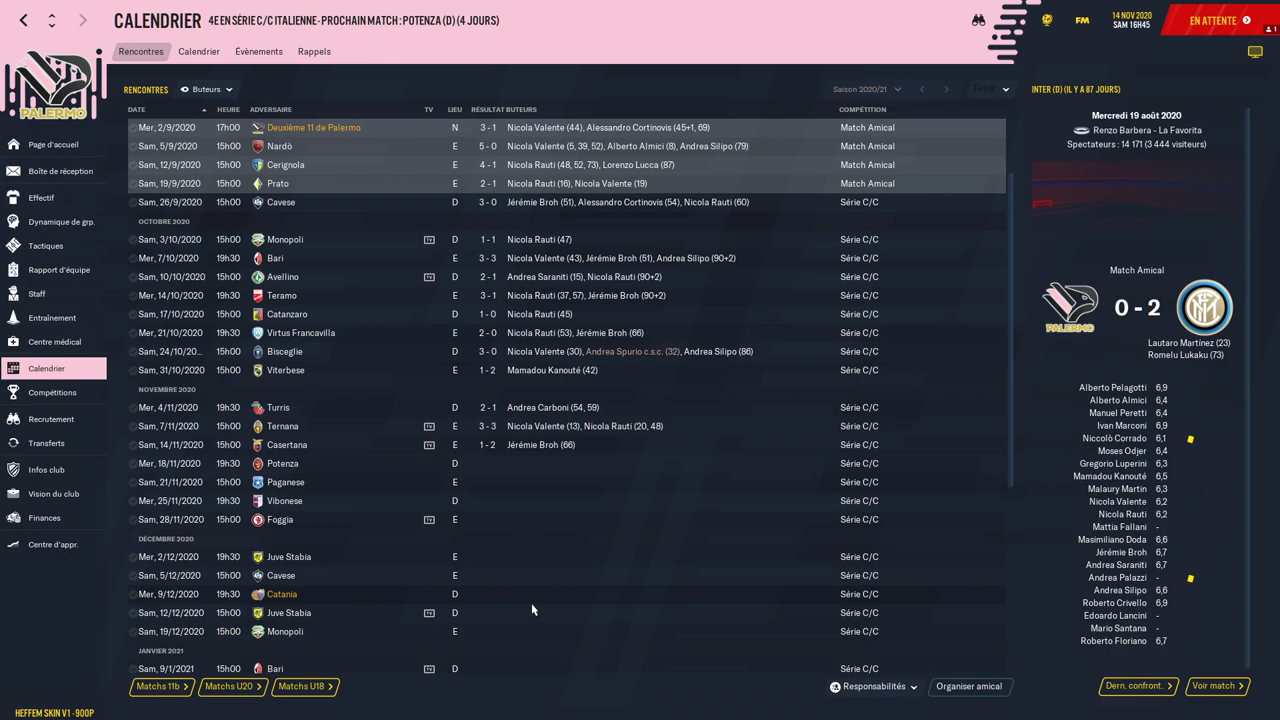 CALENDRIER 4E EN SÉRIE C/C ITALIENNE - PROCHAIN MATCH : POTENZA (D) (4 JOURS)
FM
14 NOV 2020
SAM 16H45
EN ATTENTE
1
Rencontres Calendrier Évènements Rappels
PALERMO
Page d'accueil
Boîte de réception
Effectif
Dynamique de grp.
Tactiques
Rapport d'équipe
Staff
Entraînement
Centre médical
Calendrier
Compétitions
Recrutement
Transferts
Infos club
Vision du club
Finances
Centre d'appr.
HEFFEM SKIN V1 - 900P
RENCONTRES Buteurs Saison 2020/21 Filtre
DATE HEURE ADVERSAIRE TV LIEU RÉSULTAT BUTEURS COMPÉTITION
Mer, 2/9/2020 17h00 Deuxième 11 de Palermo N 3 - 1 Nicola Valente (44), Alessandro Cortinovis (45+1, 69) Match Amical
Sam, 5/9/2020 15h00 Nardò E 5 - 0 Nicola Valente (5, 39, 52), Alberto Almici (8), Andrea Silipo (79) Match Amical
Sam, 12/9/2020 15h00 Cerignola E 4 - 1 Nicola Rauti (48, 52, 73), Lorenzo Lucca (87) Match Amical
Sam, 19/9/2020 15h00 Prato E 2 - 1 Nicola Rauti (16), Nicola Valente (19) Match Amical
Sam, 26/9/2020 15h00 Cavese D 3 - 0 Jérémie Broh (51), Alessandro Cortinovis (54), Nicola Rauti (60) Série C/C
OCTOBRE 2020
Sam, 3/10/2020 15h00 Monopoli TV D 1 - 1 Nicola Rauti (47) Série C/C
Mer, 7/10/2020 19h30 Bari E 3 - 3 Nicola Valente (43), Jérémie Broh (51), Andrea Silipo (90+2) Série C/C
Sam, 10/10/2020 15h00 Avellino TV D 2 - 1 Andrea Saraniti (15), Nicola Rauti (90+2) Série C/C
Mer, 14/10/2020 19h30 Teramo E 3 - 1 Nicola Rauti (37, 57), Jérémie Broh (90+2) Série C/C
Sam, 17/10/2020 15h00 Catanzaro D 1 - 0 Nicola Rauti (45) Série C/C
Mer, 21/10/2020 19h30 Virtus Francavilla E 2 - 0 Nicola Rauti (53), Jérémie Broh (66) Série C/C
Sam, 24/10/20... 15h00 Bisceglie D 3 - 0 Nicola Valente (30), Andrea Spurio c.s.c. (32), Andrea Silipo (86) Série C/C
Sam, 31/10/2020 15h00 Viterbese E 1 - 2 Mamadou Kanouté (42) Série C/C
NOVEMBRE 2020
Mer, 4/11/2020 19h30 Turris D 2 - 1 Andrea Carboni (54, 59) Série C/C
Sam, 7/11/2020 15h00 Ternana TV E 3 - 3 Nicola Valente (13), Nicola Rauti (20, 48) Série C/C
Sam, 14/11/2020 15h00 Casertana TV E 1 - 2 Jérémie Broh (66) Série C/C
Mer, 18/11/2020 19h30 Potenza D Série C/C
Sam, 21/11/2020 15h00 Paganese E Série C/C
Mer, 25/11/2020 19h30 Vibonese D Série C/C
Sam, 28/11/2020 15h00 Foggia TV E Série C/C
DÉCEMBRE 2020
Mer, 2/12/2020 19h30 Juve Stabia E Série C/C
Sam, 5/12/2020 15h00 Cavese E Série C/C
Mer, 9/12/2020 19h30 Catania D Série C/C
Sam, 12/12/2020 15h00 Juve Stabia TV D Série C/C
Sam, 19/12/2020 15h00 Monopoli E Série C/C
JANVIER 2021
Sam, 9/1/2021 15h00 Bari TV D Série C/C
Matchs 11b Matchs U20 Matchs U18 Responsabilités Organiser amical
INTER (D) (IL Y A 87 JOURS)
Mercredi 19 août 2020
Renzo Barbera - La Favorita
Spectateurs : 14 171 (3 444 visiteurs)
Match Amical
PALERMO 0 - 2
Lautaro Martínez (23)
Romelu Lukaku (73)
Alberto Pelagotti 6,9
Alberto Almici 6,4
Manuel Peretti 6,4
Ivan Marconi 6,9
Niccolò Corrado 6,1
Moses Odjer 6,4
Gregorio Luperini 6,3
Mamadou Kanouté 6,5
Malaury Martin 6,3
Nicola Valente 6,2
Nicola Rauti 6,2
Mattia Fallani -
Masimiliano Doda 6,6
Jérémie Broh 6,7
Andrea Saraniti 6,7
Andrea Palazzi -
Andrea Silipo 6,6
Roberto Crivello 6,9
Edoardo Lancini -
Mario Santana -
Roberto Floriano 6,7
Dern. confront. Voir match